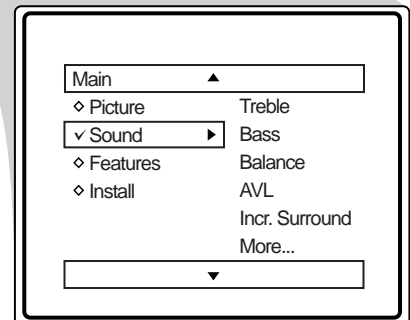 Main
Picture Treble
Sound Bass
Features Balance
Install AVL
Incr. Surround
More...